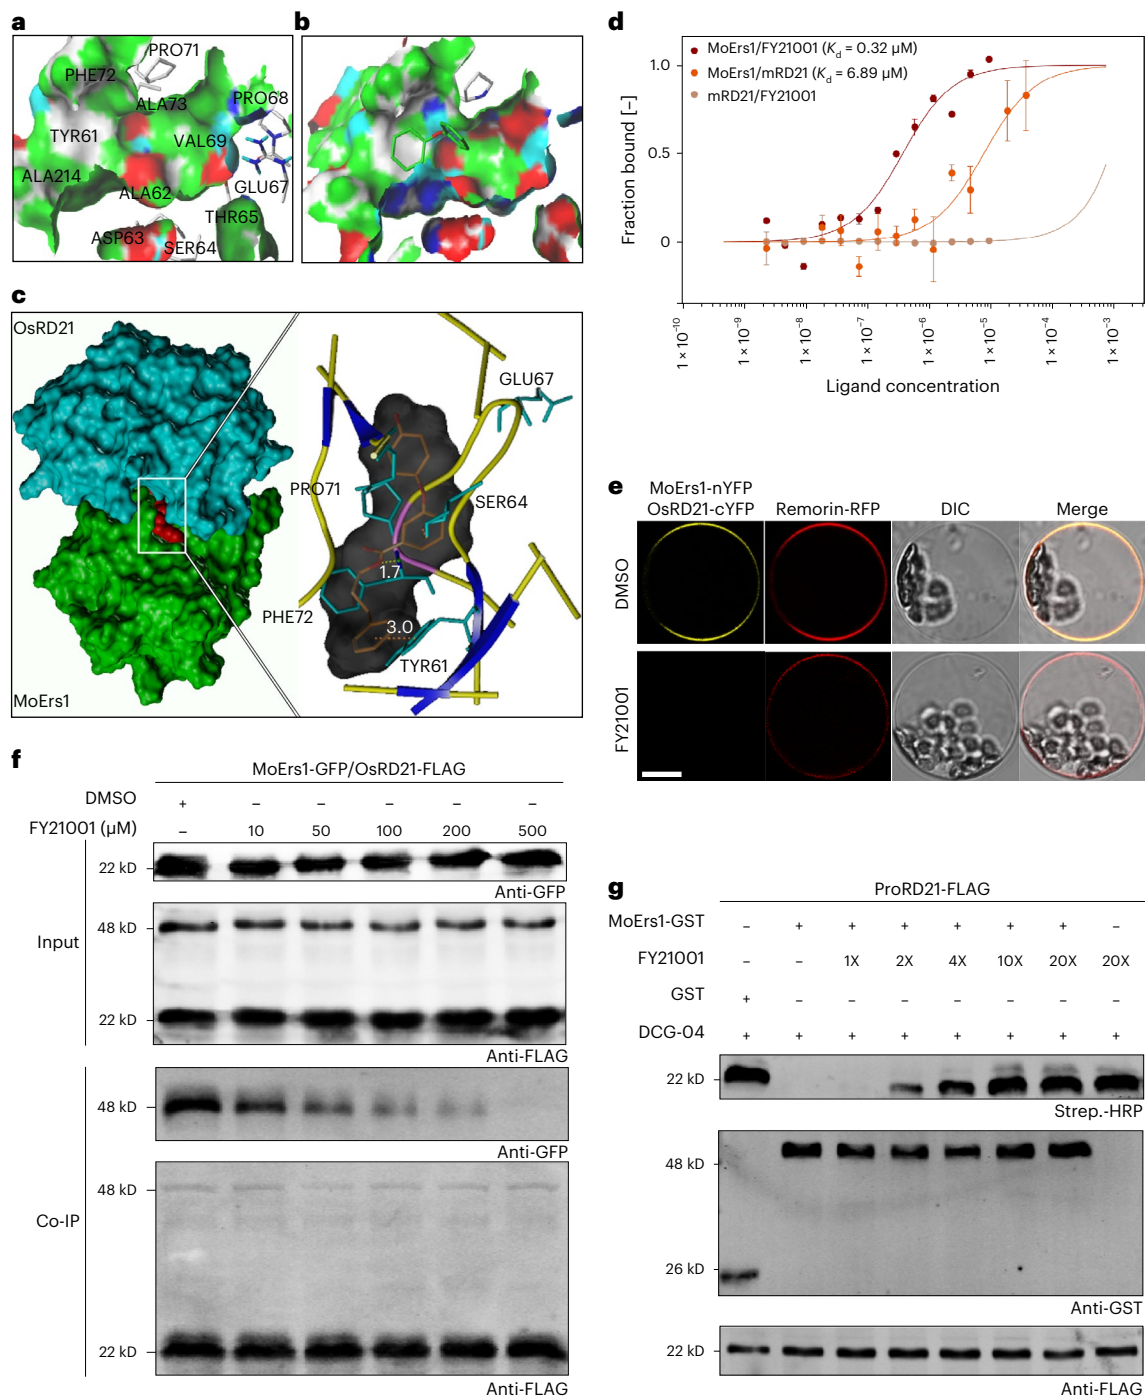 a
PRO71
PHE72
ALA73
PRO68
TYR61
VAL69
ALA214
GLU67
ALA62
THR65
ASP63
SER64
b
c
OsRD21
MoErs1
GLU67
PRO71
SER64
1.7
PHE72
3.0
TYR61
d
MoErs1/FY21001 (Kd = 0.32 µM)
MoErs1/mRD21 (Kd = 6.89 µM)
mRD21/FY21001
Fraction bound [–]
1.0
0.5
0
1 × 10⁻¹⁰
1 × 10⁻⁹
1 × 10⁻⁸
1 × 10⁻⁷
1 × 10⁻⁶
1 × 10⁻⁵
1 × 10⁻⁴
1 × 10⁻³
Ligand concentration
e
MoErs1-nYFP
OsRD21-cYFP Remorin-RFP DIC Merge
DMSO
FY21001
f
MoErs1-GFP/OsRD21-FLAG
DMSO + – – – – –
FY21001 (µM) – 10 50 100 200 500
22 kD
Anti-GFP
Input
48 kD
22 kD
Anti-FLAG
48 kD
Anti-GFP
Co-IP
48 kD
22 kD
Anti-FLAG
g
ProRD21-FLAG
MoErs1-GST – + + + + + + –
FY21001 – – 1X 2X 4X 10X 20X 20X
GST + – – – – – – –
DCG-04 + + + + + + + +
22 kD
Strep.-HRP
48 kD
26 kD
Anti-GST
22 kD
Anti-FLAG